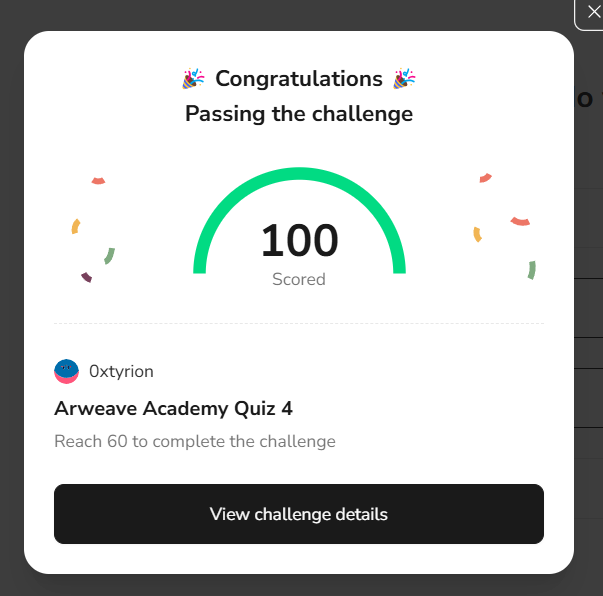 🎉 Congratulations 🎉
Passing the challenge
100
Scored
0xtyrion
Arweave Academy Quiz 4
Reach 60 to complete the challenge
View challenge details